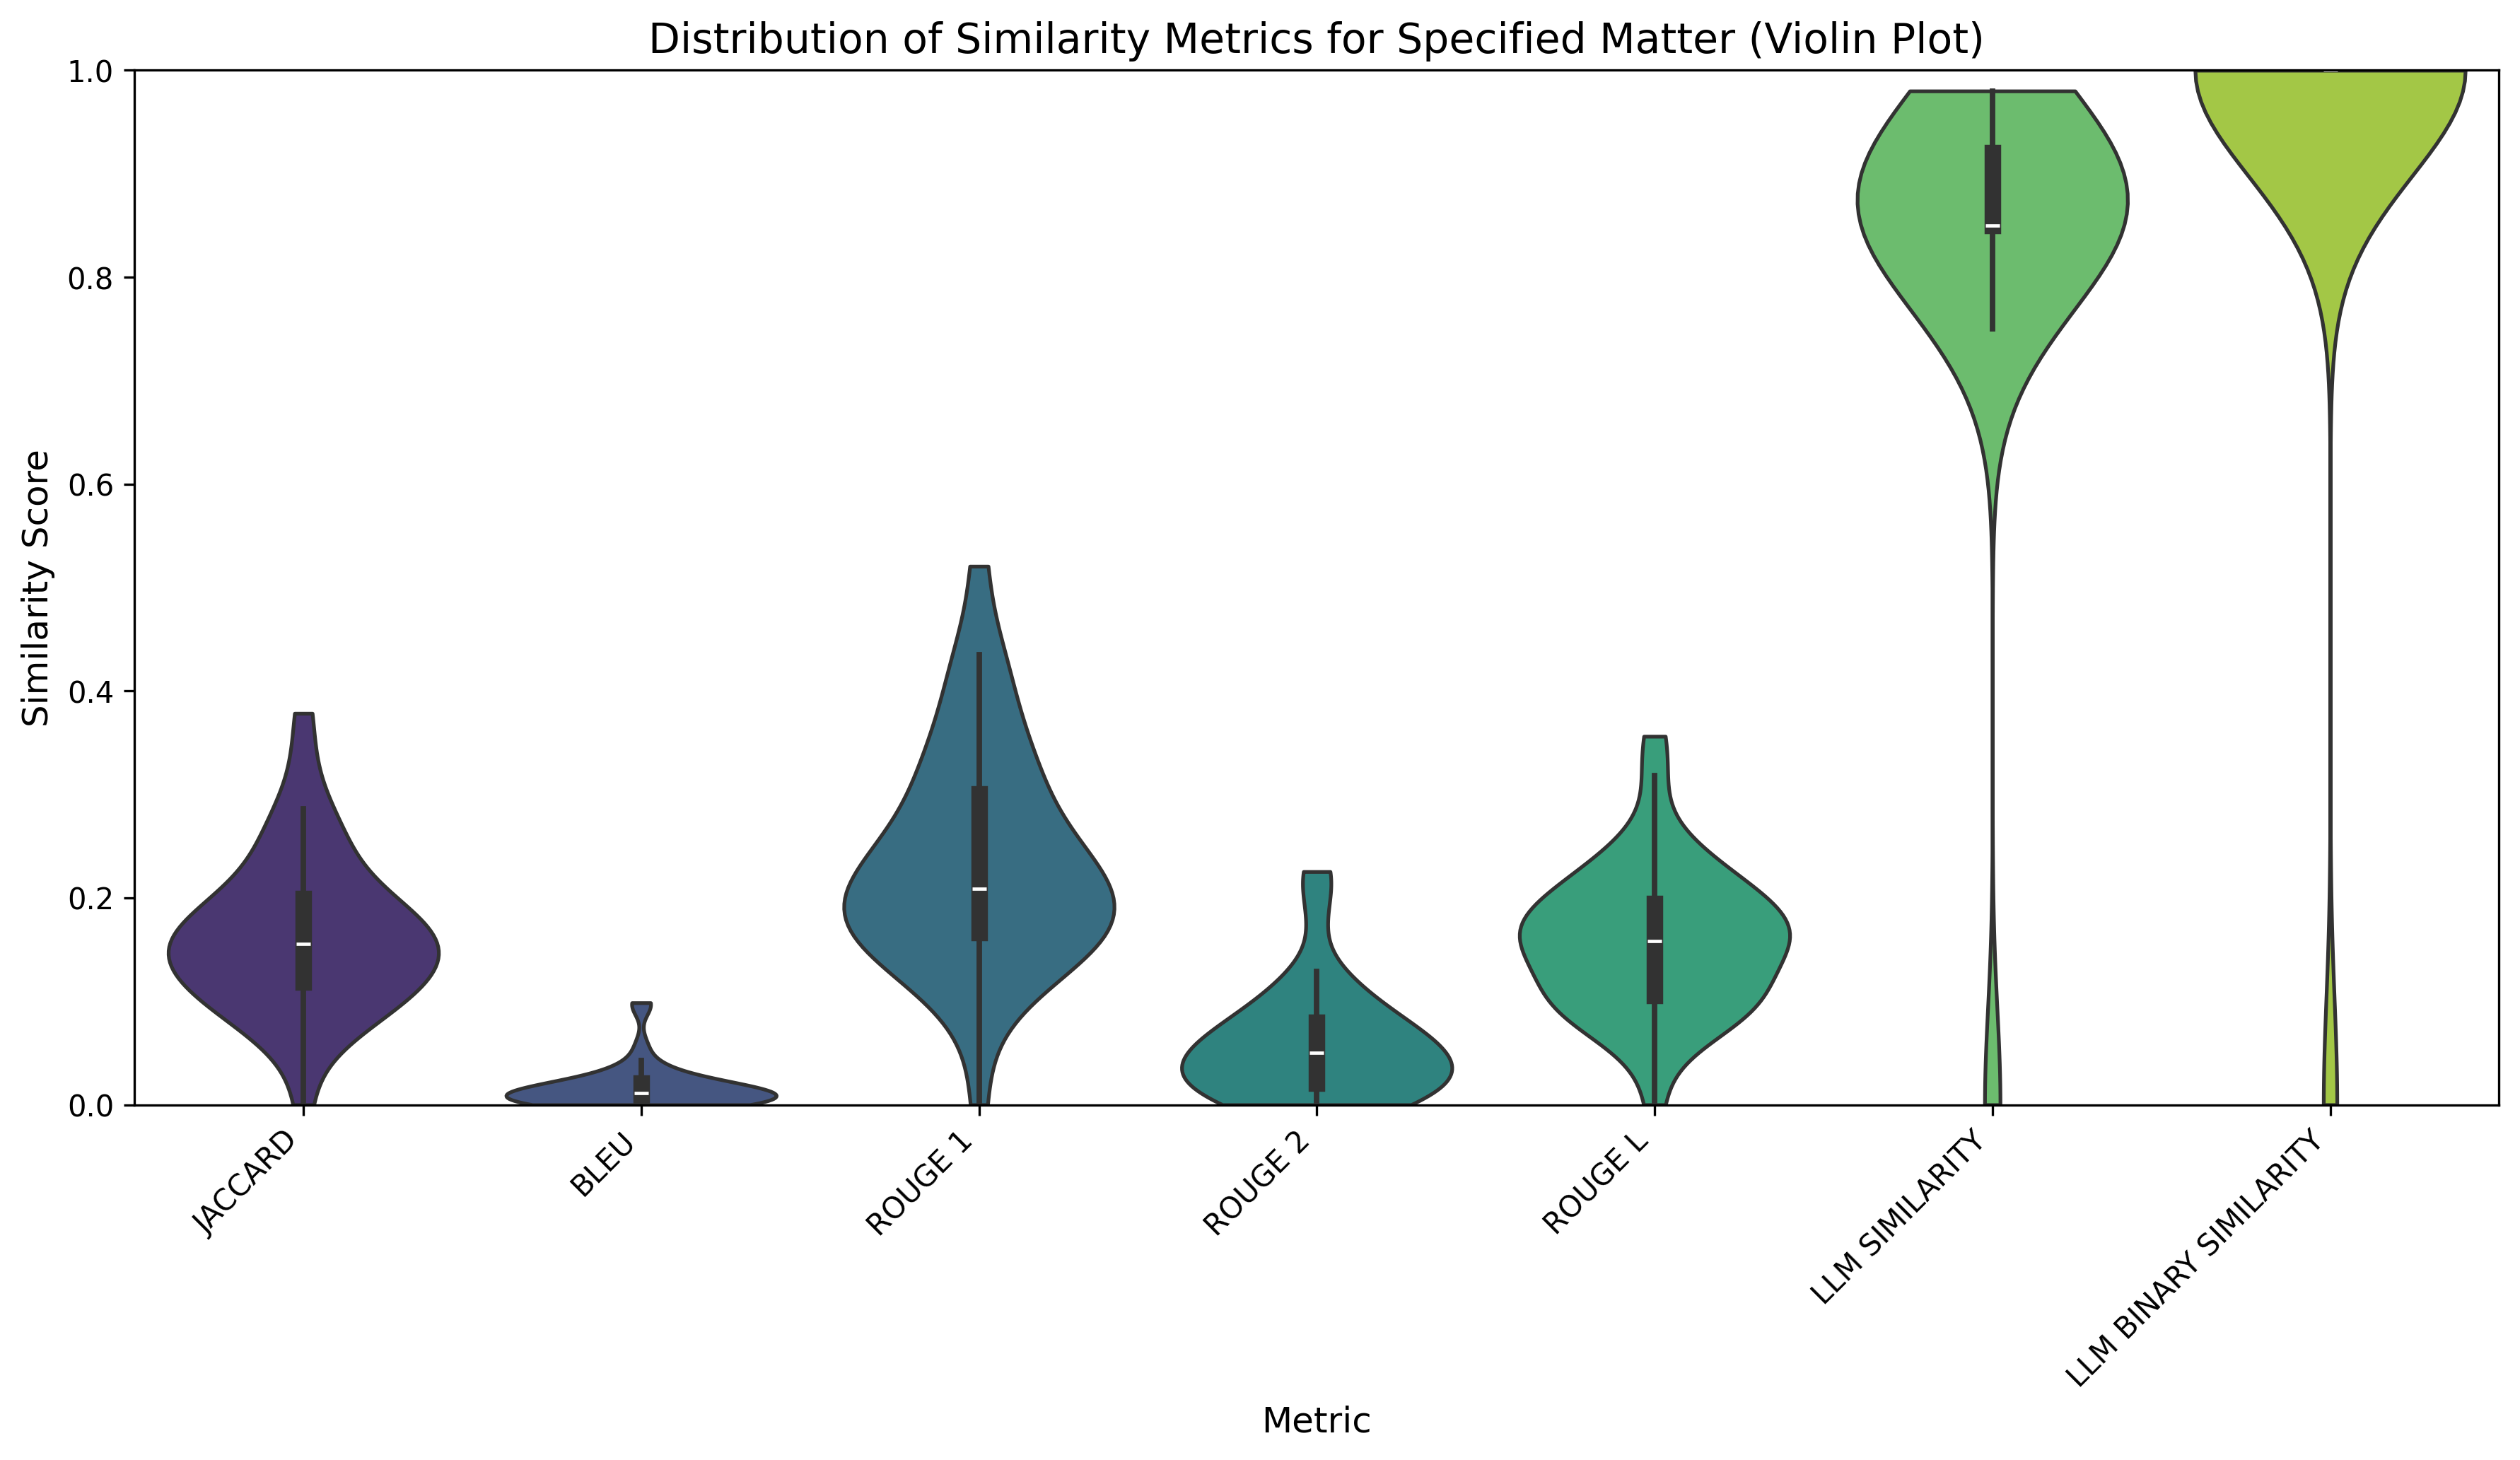 Distribution of Similarity Metrics for Specified Matter (Violin Plot)
1.0
0.8
0.6
0.4
0.2
0.0
Similarity Score
JACCARD
BLEU
ROUGE 1
ROUGE 2
ROUGE L
LLM SIMILARITY
LLM BINARY SIMILARITY
Metric